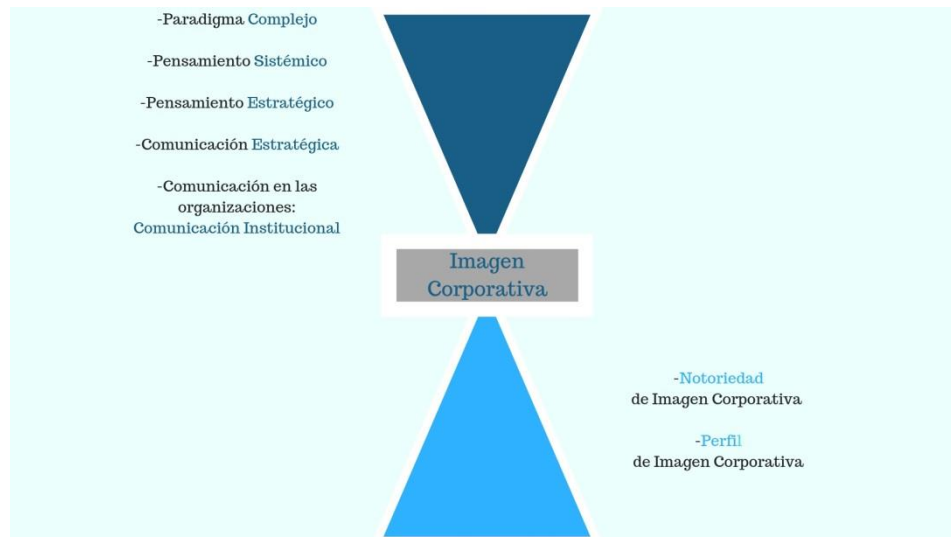 -Paradigma Complejo
-Pensamiento Sistémico
-Pensamiento Estratégico
-Comunicación Estratégica
-Comunicación en las
organizaciones:
Comunicación Institucional
Imagen
Corporativa
-Notoriedad
de Imagen Corporativa
-Perfil
de Imagen Corporativa